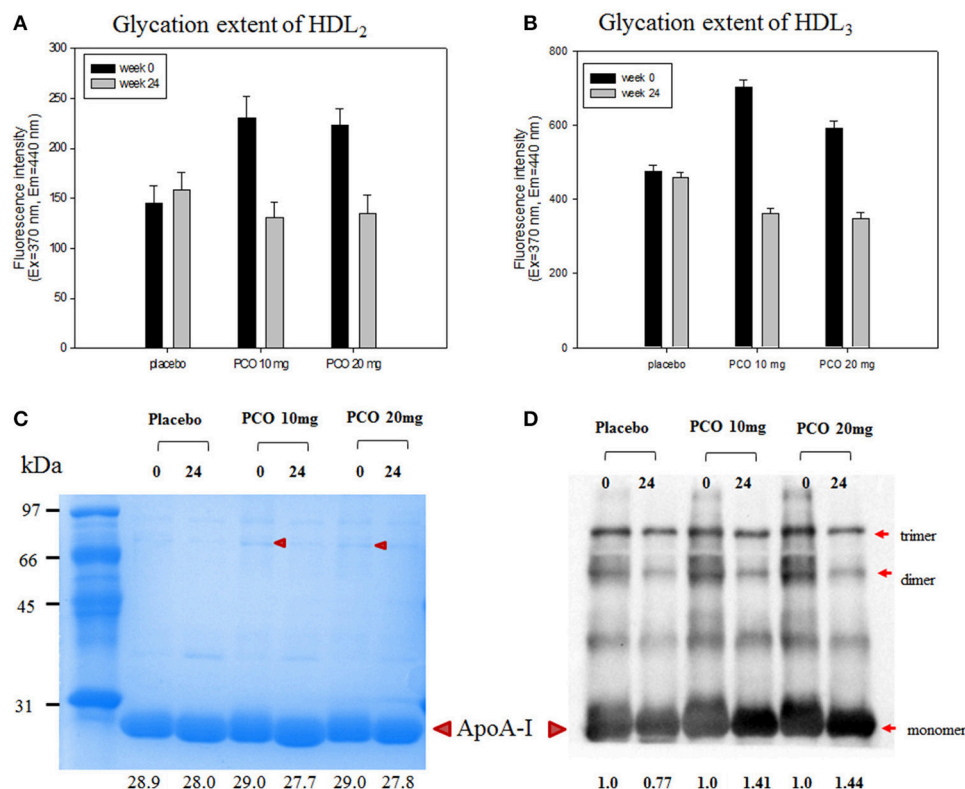 A
Glycation extent of HDL₂
300
250
200
150
100
50
0
Fluorescence intensity
(Ex=370 nm, Em=440 nm)
week 0
week 24
placebo
PCO 10 mg
PCO 20 mg
B
Glycation extent of HDL₃
800
600
400
200
0
Fluorescence intensity
(Ex=370 nm, Em=440 nm)
week 0
week 24
placebo
PCO 10 mg
PCO 20 mg
C
Placebo PCO 10mg PCO 20mg
kDa
0 24 0 24 0 24
97
66
45
31
ApoA-I
28.9 28.0 29.0 27.7 29.0 27.8
D
Placebo PCO 10mg PCO 20mg
0 24 0 24 0 24
trimer
dimer
monomer
1.0 0.77 1.0 1.41 1.0 1.44